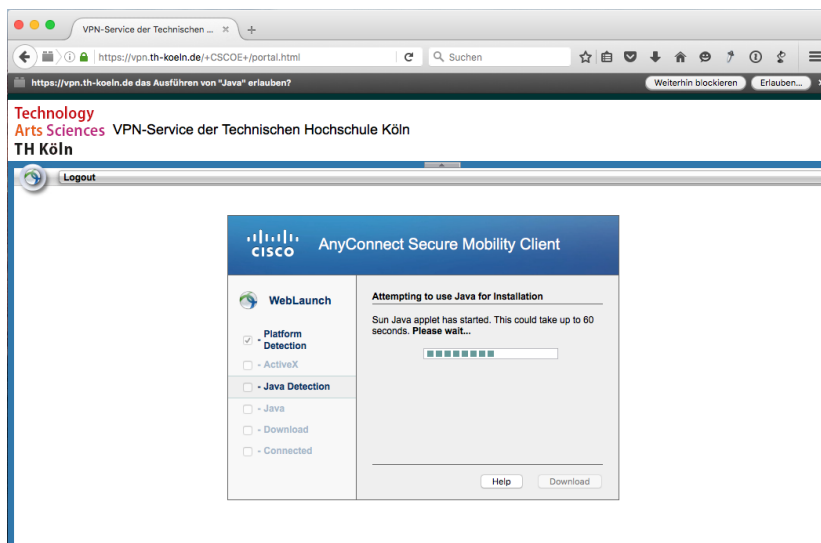 VPN-Service der Technischen ...
https://vpn.th-koeln.de/+CSCOE+/portal.html
Suchen
https://vpn.th-koeln.de das Ausführen von "Java" erlauben?
Weiterhin blockieren
Erlauben...
Technology
Arts Sciences
TH Köln
VPN-Service der Technischen Hochschule Köln
Logout
CISCO
AnyConnect Secure Mobility Client
WebLaunch
- Platform
Detection
- ActiveX
- Java Detection
- Java
- Download
- Connected
Attempting to use Java for Installation
Sun Java applet has started. This could take up to 60
seconds. Please wait...
Help
Download